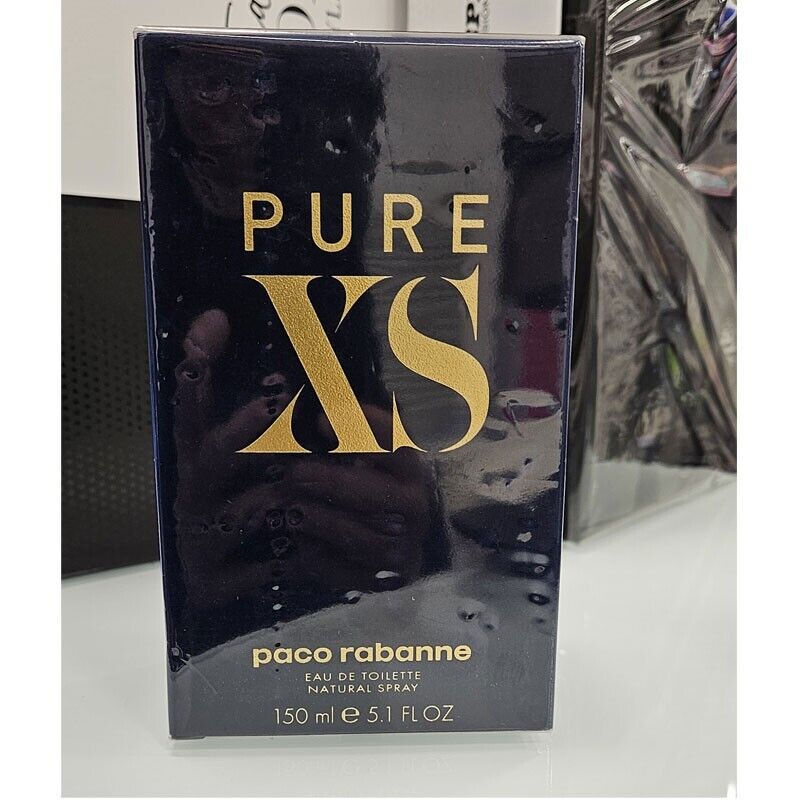 PURE
XS
paco rabanne
EAU DE TOILETTE
NATURAL SPRAY
150 ml e 5.1 FL OZ